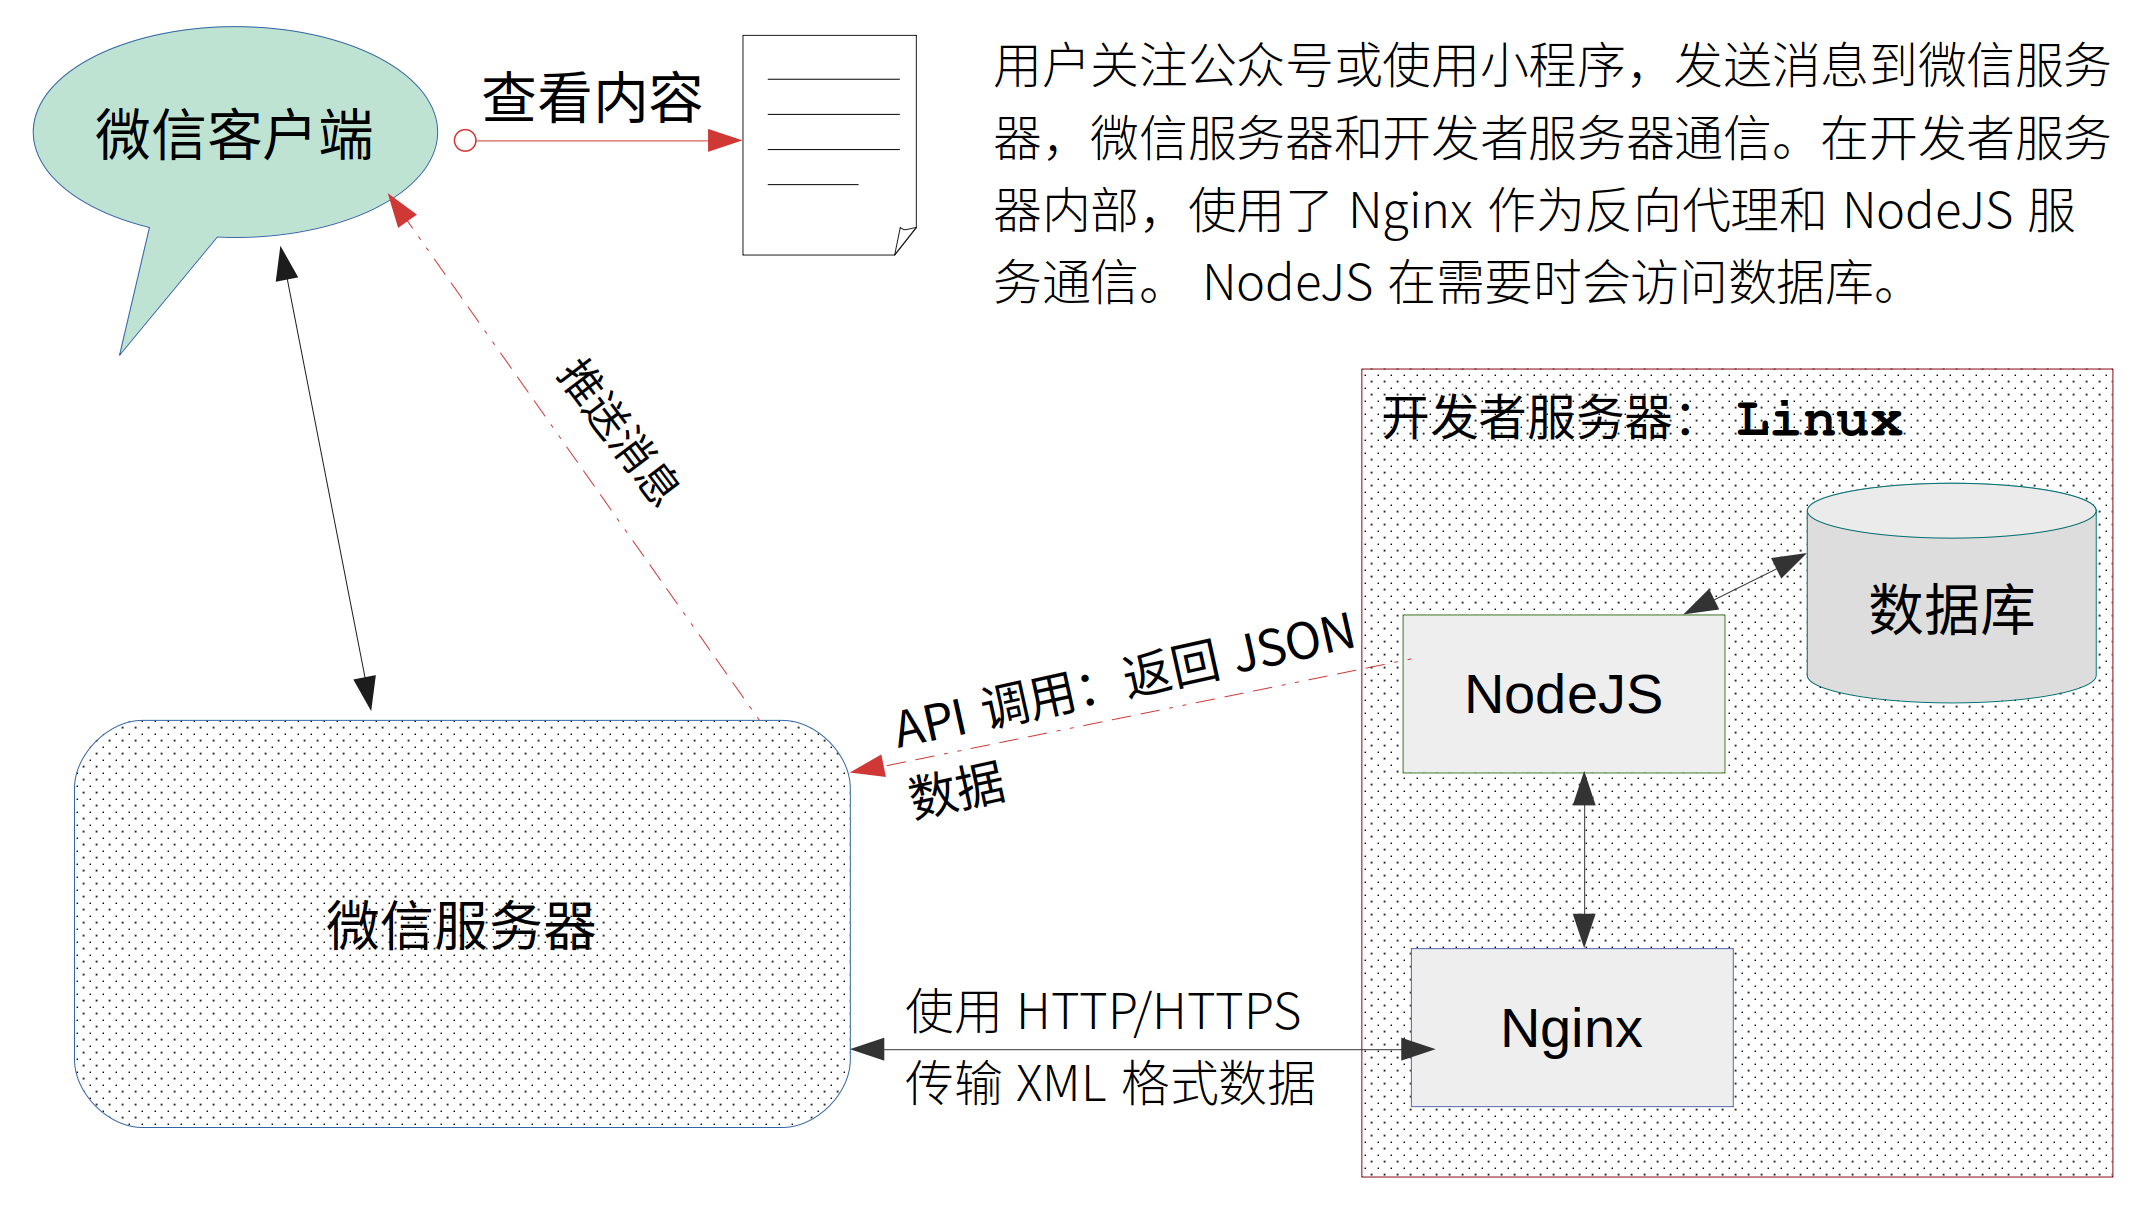 微信客户端
查看内容
用户关注公众号或使用小程序，发送消息到微信服务
器，微信服务器和开发者服务器通信。在开发者服务
器内部，使用了 Nginx 作为反向代理和 NodeJS 服
务通信。 NodeJS 在需要时会访问数据库。
推送消息
开发者服务器： Linux
数据库
NodeJS
API 调用：返回 JSON
数据
微信服务器
使用 HTTP/HTTPS
传输 XML 格式数据
Nginx